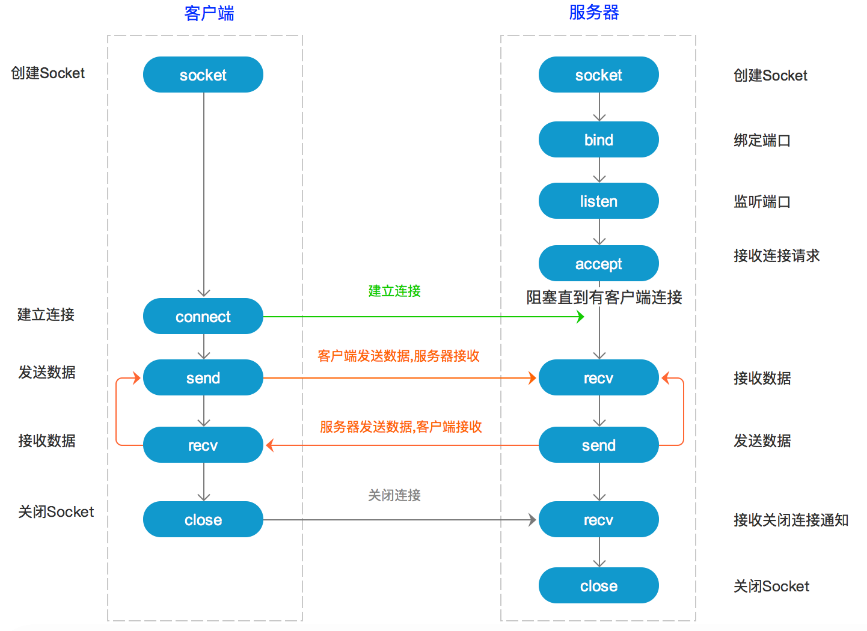 客户端
服务器
创建Socket
socket
socket
创建Socket
bind
绑定端口
listen
监听端口
accept
接收连接请求
阻塞直到有客户端连接
建立连接
connect
建立连接
发送数据
send
客户端发送数据,服务器接收
recv
接收数据
接收数据
recv
服务器发送数据,客户端接收
send
发送数据
关闭Socket
close
关闭连接
recv
接收关闭连接通知
close
关闭Socket